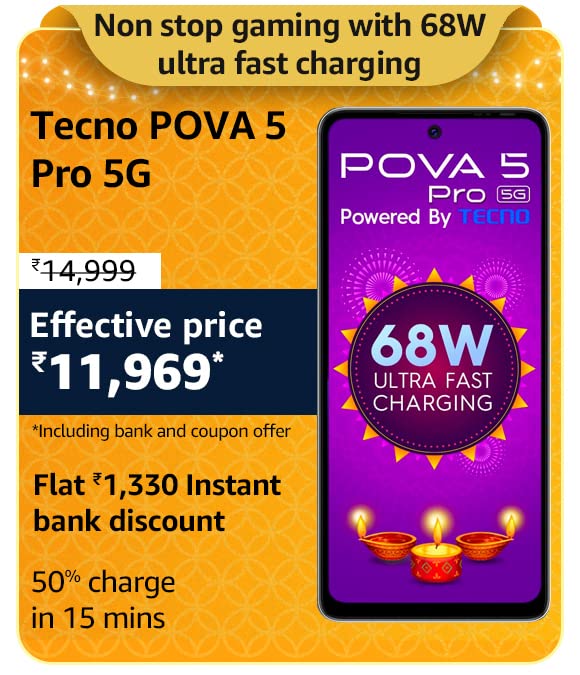 Non stop gaming with 68W
ultra fast charging
Tecno POVA 5
Pro 5G
₹14,999
Effective price
₹11,969*
*Including bank and coupon offer
Flat ₹1,330 Instant
bank discount
50% charge
in 15 mins
POVA 5
Pro 5G
Powered By TECNO
68W
ULTRA FAST
CHARGING